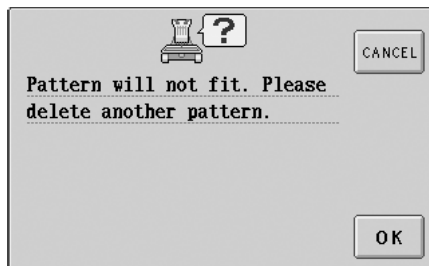 ?
CANCEL
Pattern will not fit. Please
delete another pattern.
OK